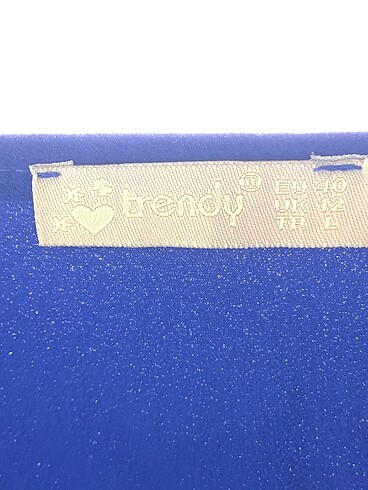 trendy
EU 40
UK 12
TR L